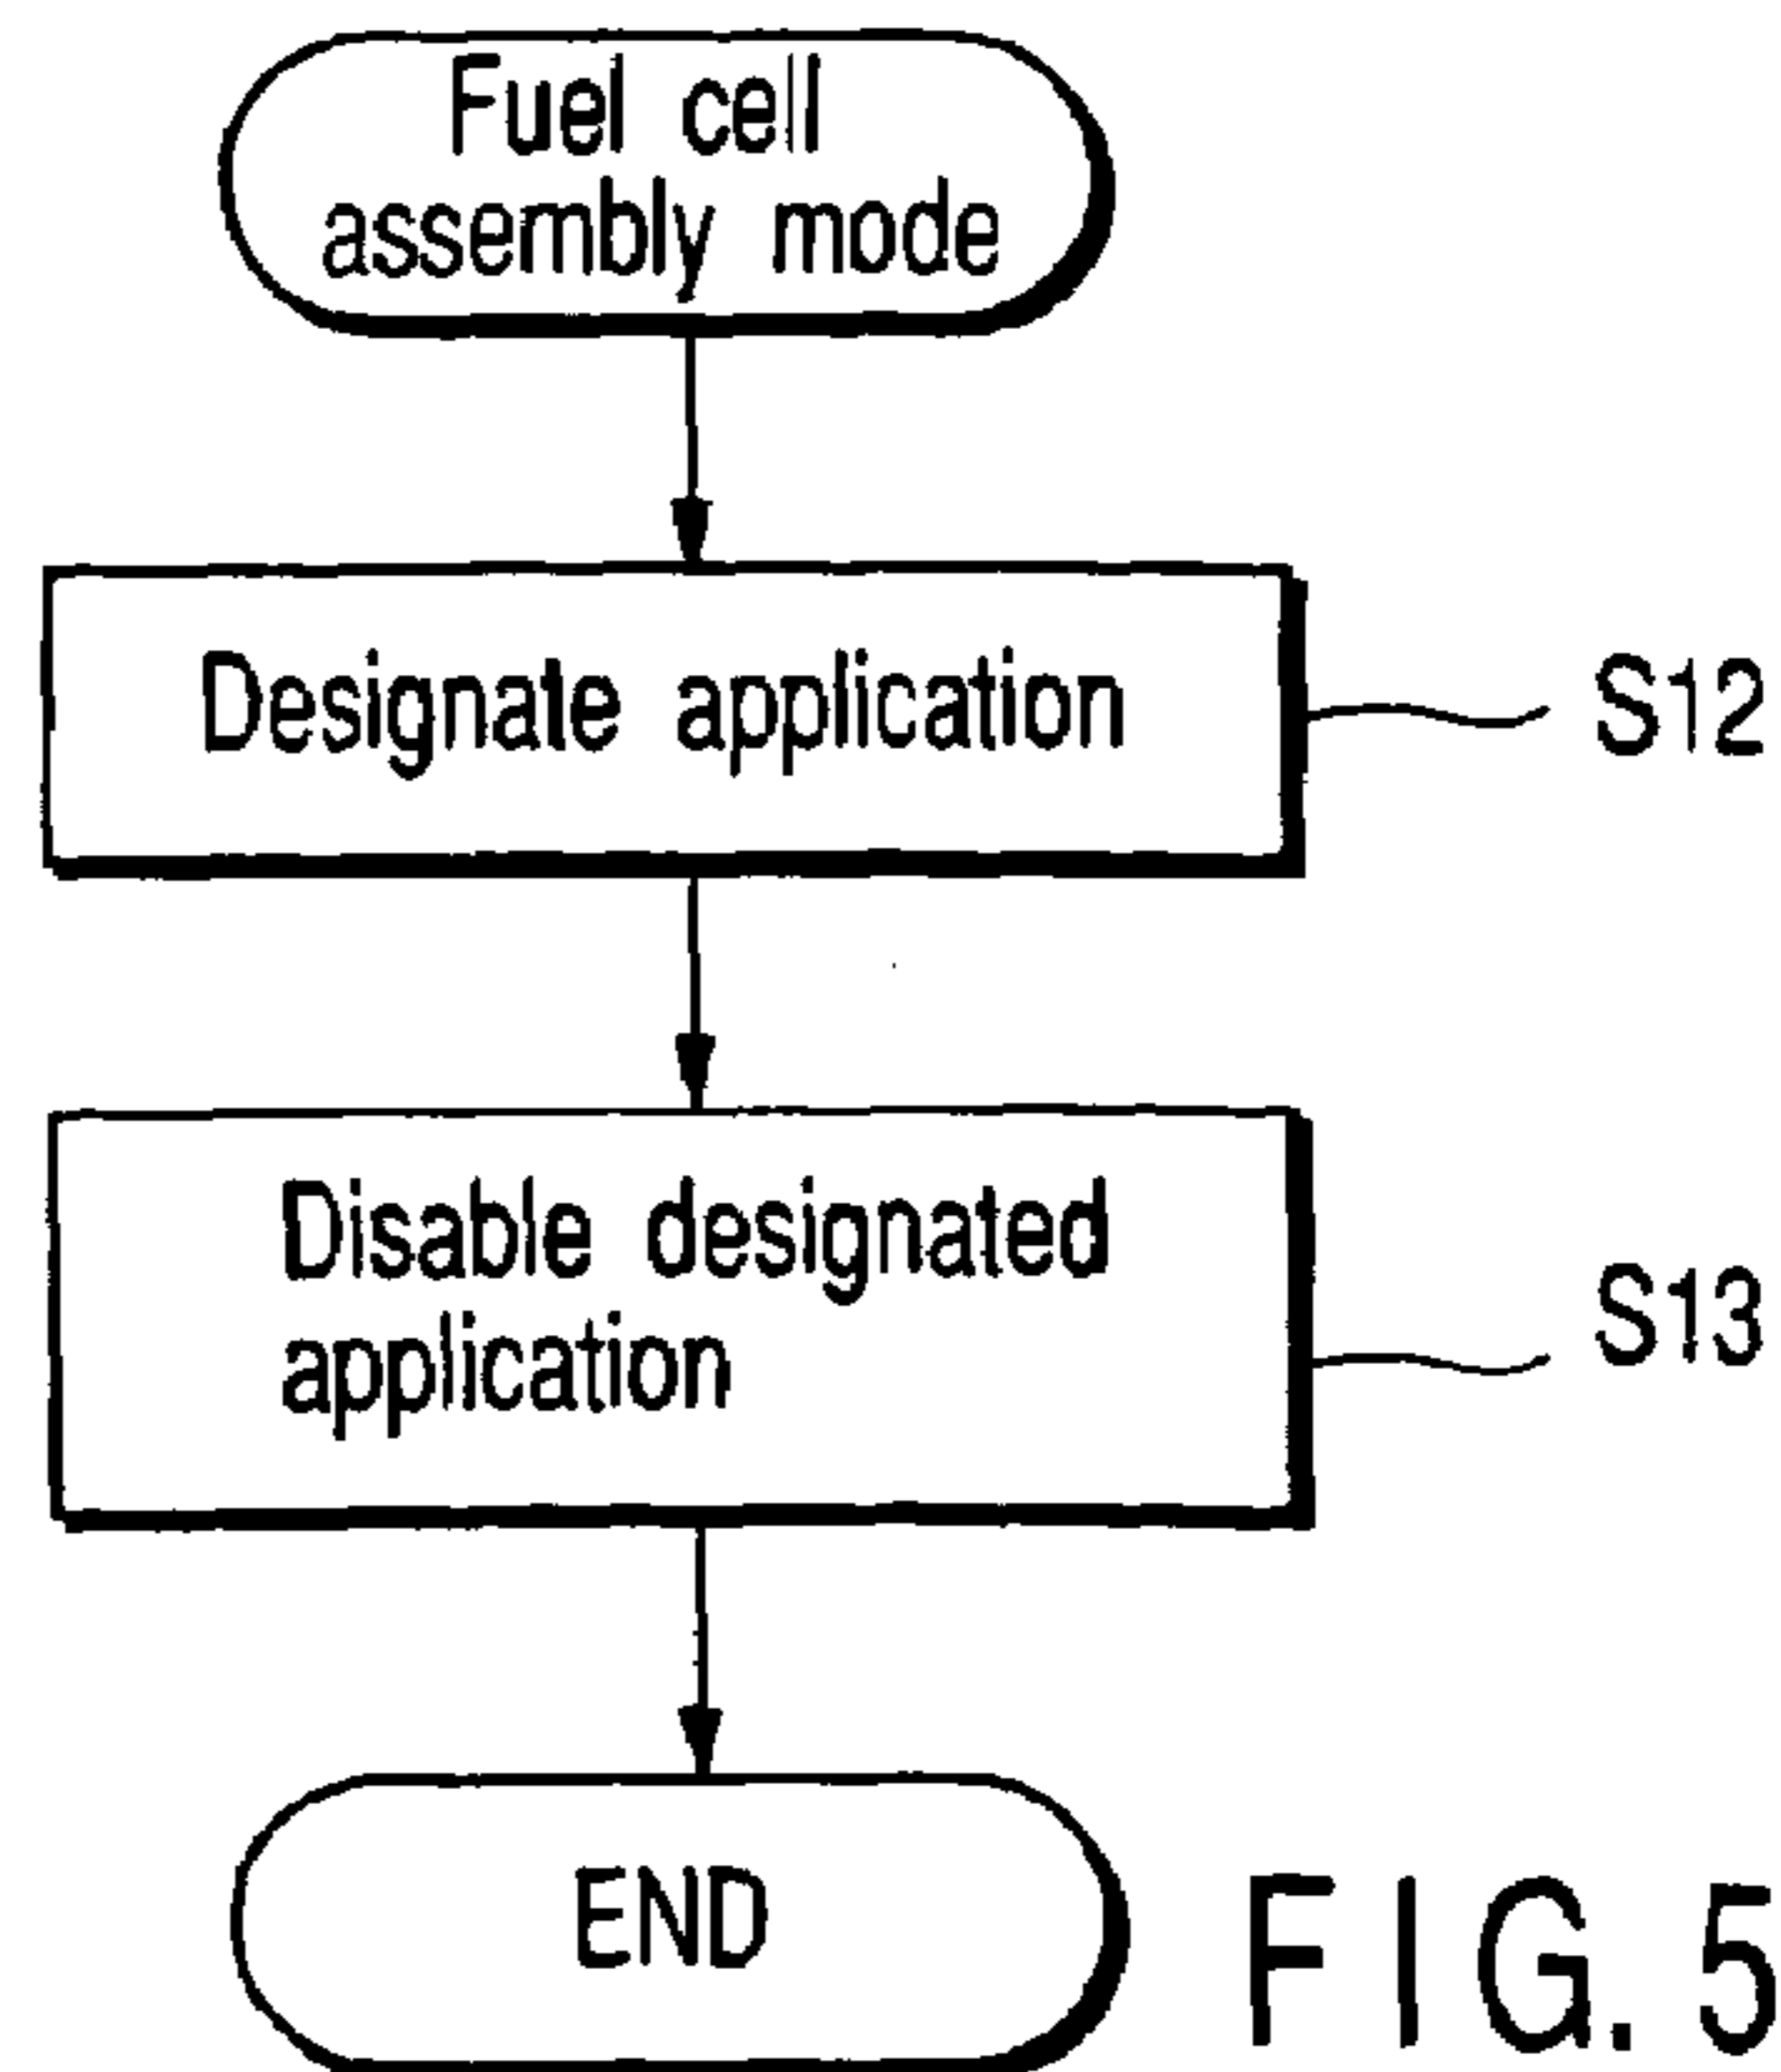 Fuel cell
assembly mode
Designate application
S12
Disable designated
application
S13
END
FIG. 5